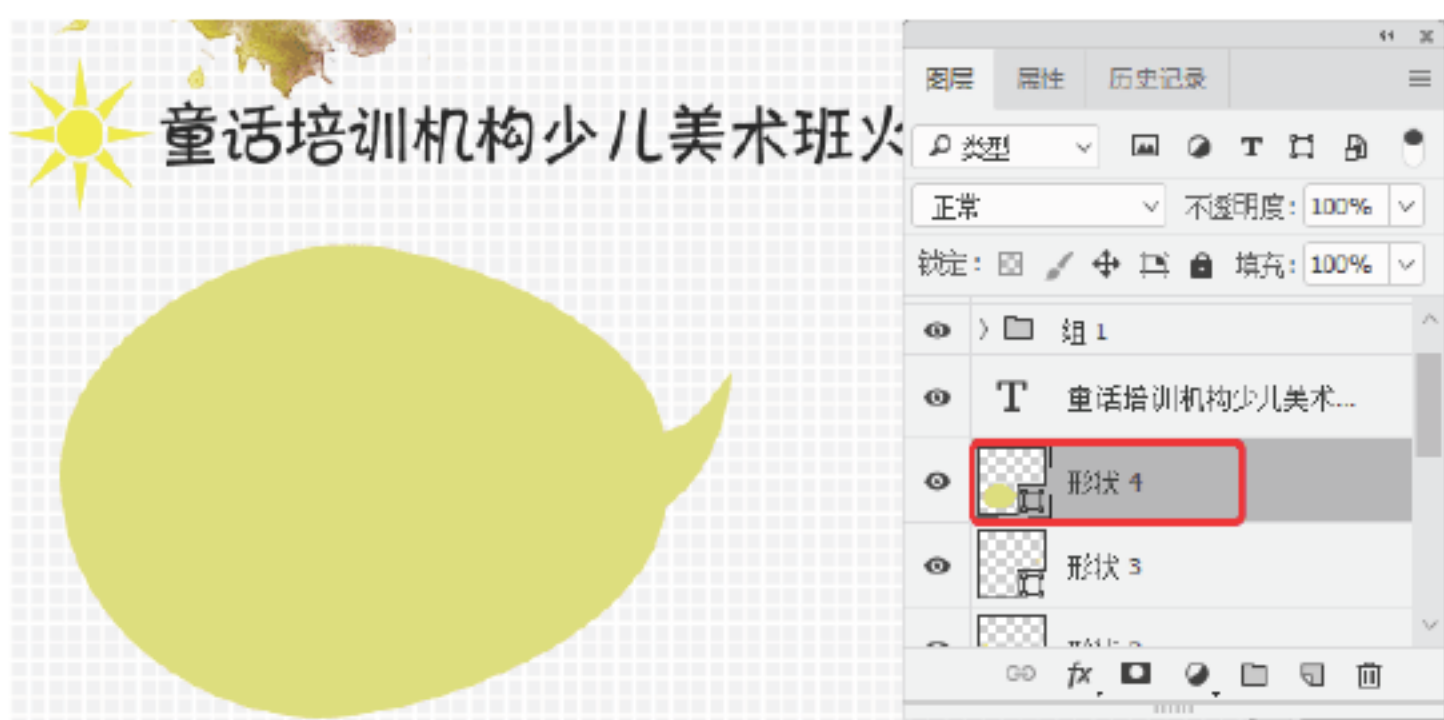 童话培训机构少儿美术班火
图层 属性 历史记录
类型
正常 不透明度: 100%
锁定: 填充: 100%
组 1
T 童话培训机构少儿美术...
形状 4
形状 3
fx